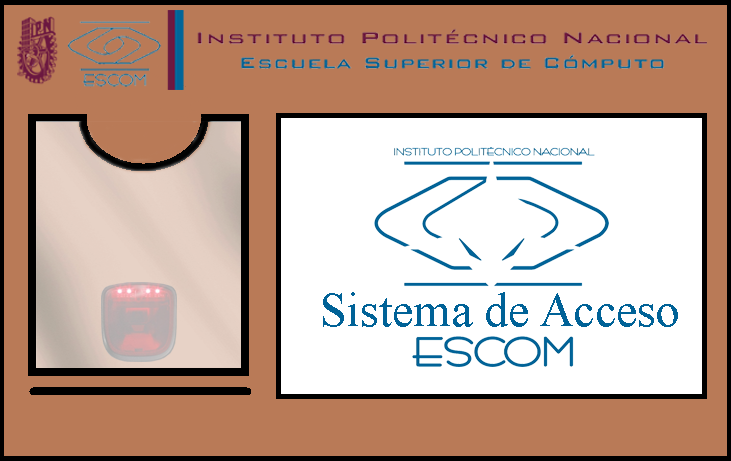 IPN
ESCOM
INSTITUTO POLITÉCNICO NACIONAL
ESCUELA SUPERIOR DE CÓMPUTO
INSTITUTO POLITÉCNICO NACIONAL
Sistema de Acceso
ESCOM